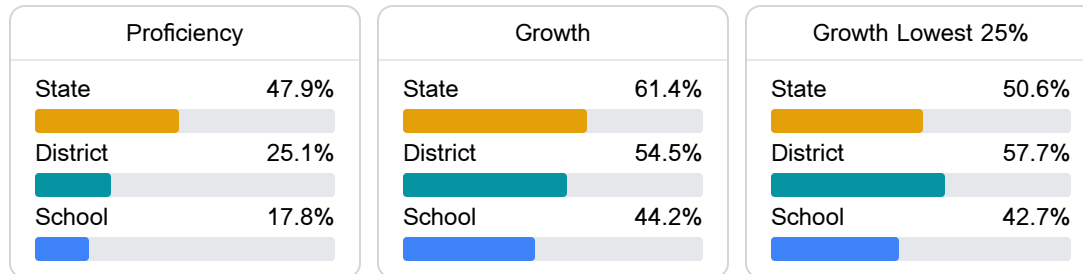 Proficiency
State 47.9%
District 25.1%
School 17.8%
Growth
State 61.4%
District 54.5%
School 44.2%
Growth Lowest 25%
State 50.6%
District 57.7%
School 42.7%